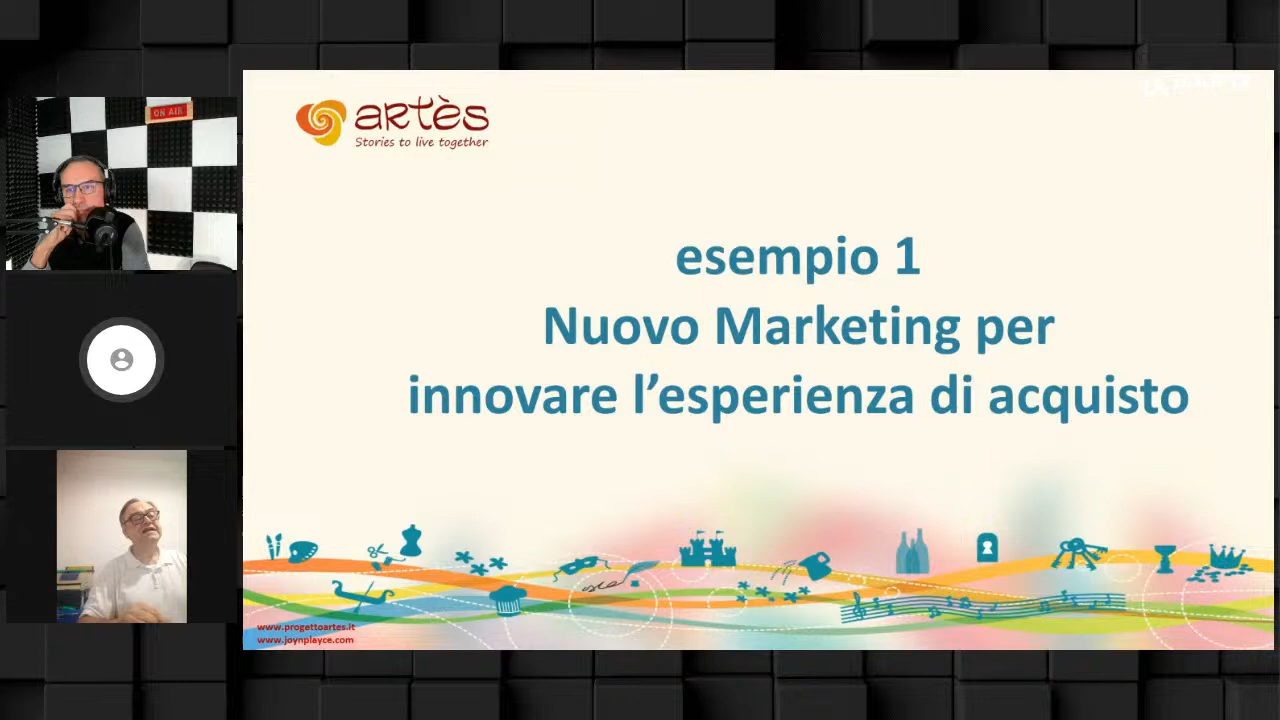 ON AIR
artès
Stories to live together
esempio 1
Nuovo Marketing per
innovare l’esperienza di acquisto
www.progettoartes.it
www.joynplayce.com